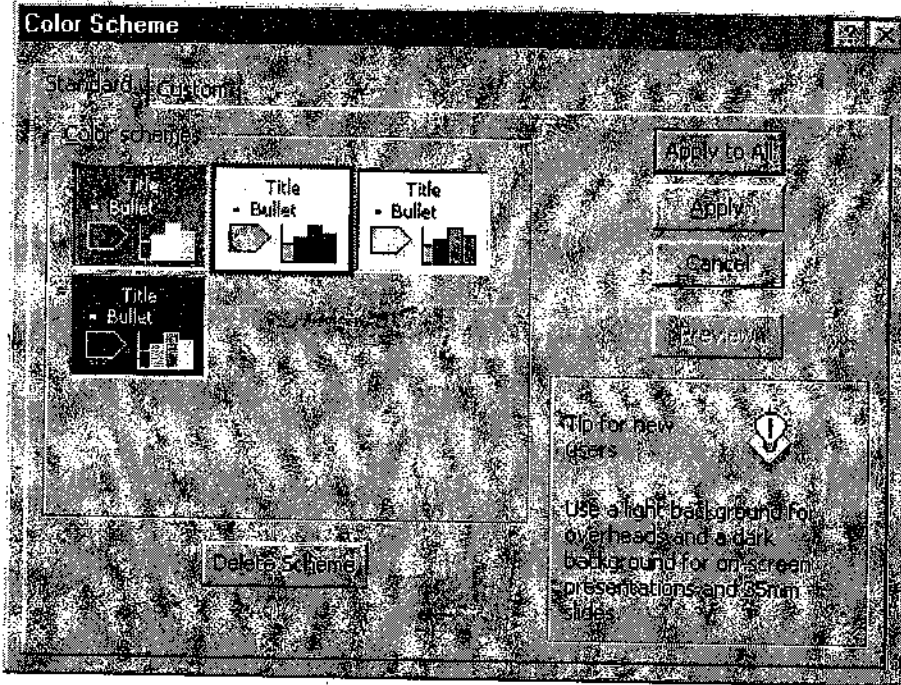 Color Scheme
Standard Custom
Color schemes
Title
Bullet
Title
Bullet
Title
Bullet
Title
Bullet
Apply to All
Apply
Cancel
Preview
Tip for new
users
Use a light background for
overheads and a dark
background for on-screen
presentations and 35mm
slides.
Delete Scheme